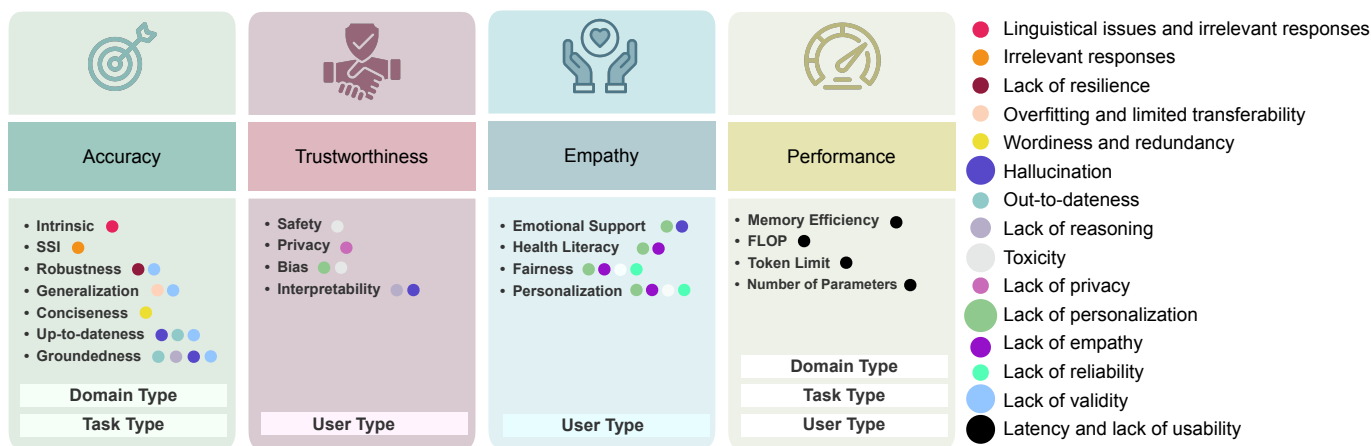 Accuracy
Intrinsic
SSI
Robustness
Generalization
Conciseness
Up-to-dateness
Groundedness
Domain Type
Task Type
Trustworthiness
Safety
Privacy
Bias
Interpretability
User Type
Empathy
Emotional Support
Health Literacy
Fairness
Personalization
User Type
Performance
Memory Efficiency
FLOP
Token Limit
Number of Parameters
Domain Type
Task Type
User Type
Linguistical issues and irrelevant responses
Irrelevant responses
Lack of resilience
Overfitting and limited transferability
Wordiness and redundancy
Hallucination
Out-to-dateness
Lack of reasoning
Toxicity
Lack of privacy
Lack of personalization
Lack of empathy
Lack of reliability
Lack of validity
Latency and lack of usability